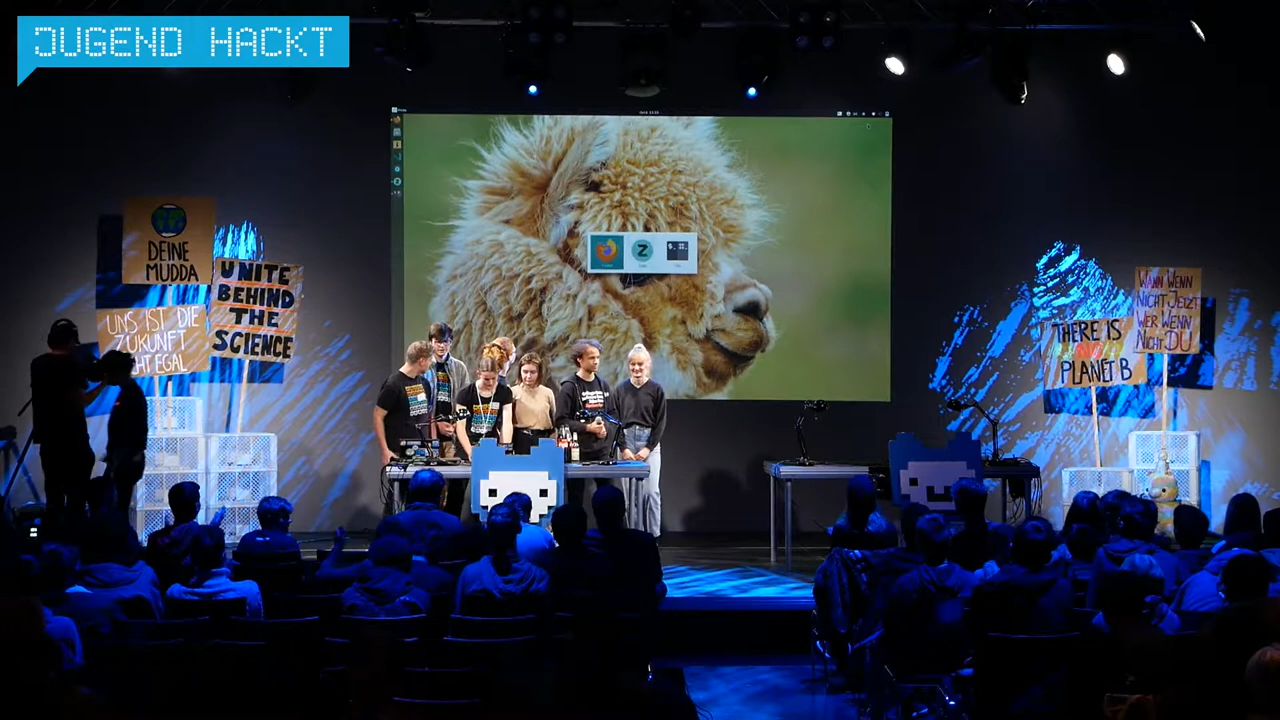 JUGEND HACKT
DEINE
MUDDA
UNS IST DIE
ZUKUNFT
NICHT EGAL
UNITE
BEHIND
THE
SCIENCE
THERE IS
NO
PLANET B
WANN WENN
NICHT JETZT
WER WENN
NICHT DU